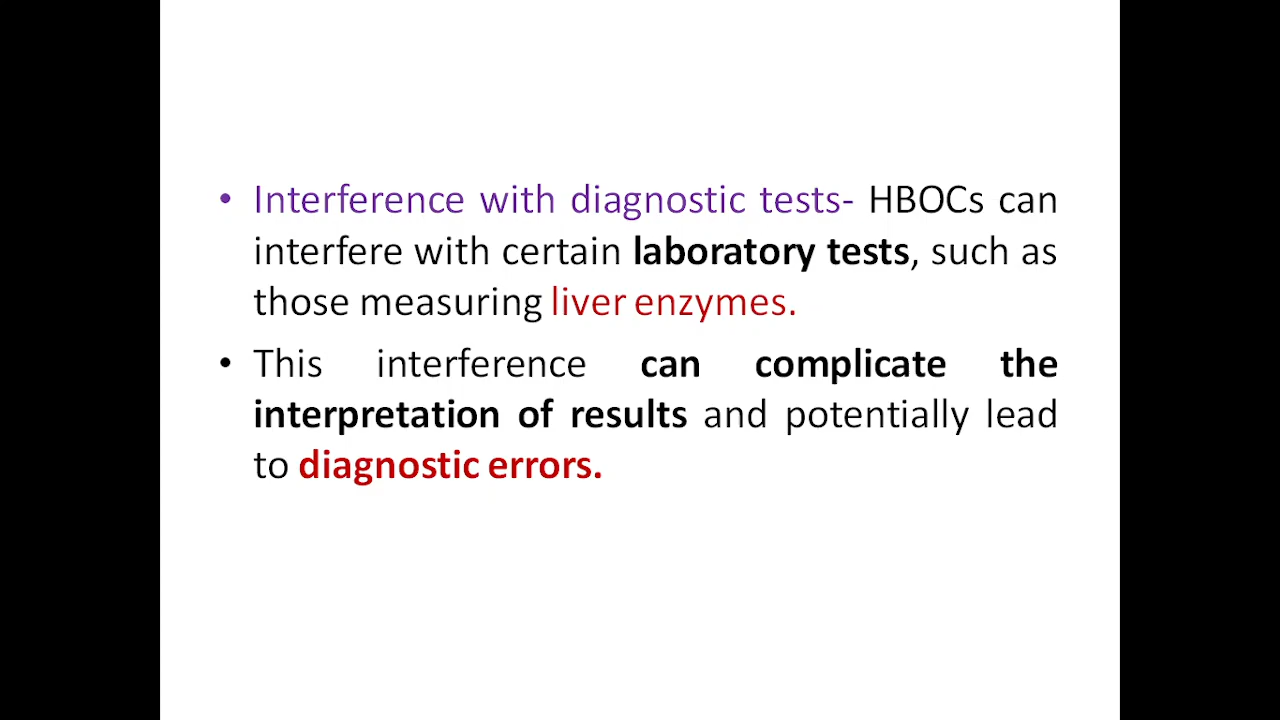 • Interference with diagnostic tests- HBOCs can
interfere with certain laboratory tests, such as
those measuring liver enzymes.
• This interference can complicate the
interpretation of results and potentially lead
to diagnostic errors.